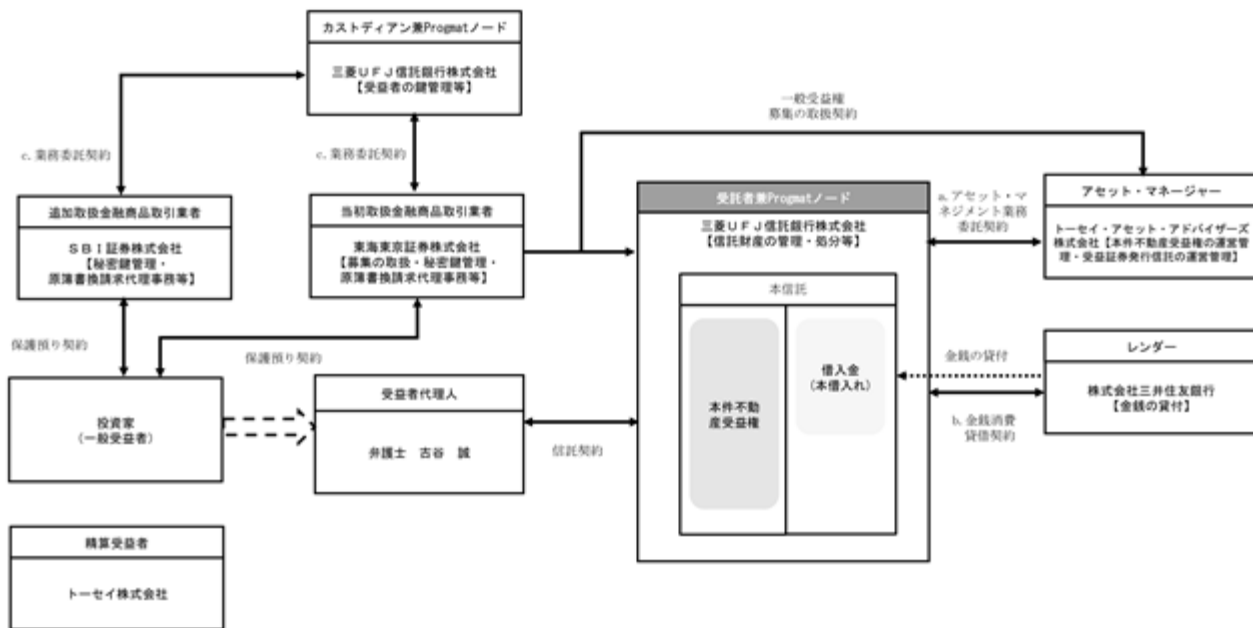 カストディアン兼Progmatノード
三菱ＵＦＪ信託銀行株式会社
【受益者の鍵管理等】
一般受益権
募集の取扱契約
c. 業務委託契約
c. 業務委託契約
追加取扱金融商品取引業者
ＳＢＩ証券株式会社
【秘密鍵管理・
原簿書換請求代理事務等】
当初取扱金融商品取引業者
東海東京証券株式会社
【募集の取扱・秘密鍵管理・
原簿書換請求代理事務等】
受託者兼Progmatノード
三菱ＵＦＪ信託銀行株式会社
【信託財産の管理・処分等】
a. アセット・マ
ネジメント業務
委託契約
アセット・マネージャー
トーセイ・アセット・アドバイザーズ
株式会社【本件不動産受益権の運営管
理・受益証券発行信託の運営管理】
本信託
本件不動
産受益権
借入金
（本借入れ）
保護預り契約
保護預り契約
金銭の貸付
レンダー
株式会社三井住友銀行
【金銭の貸付】
b. 金銭消費
貸借契約
投資家
（一般受益者）
受益者代理人
弁護士　古谷　誠
信託契約
精算受益者
トーセイ株式会社